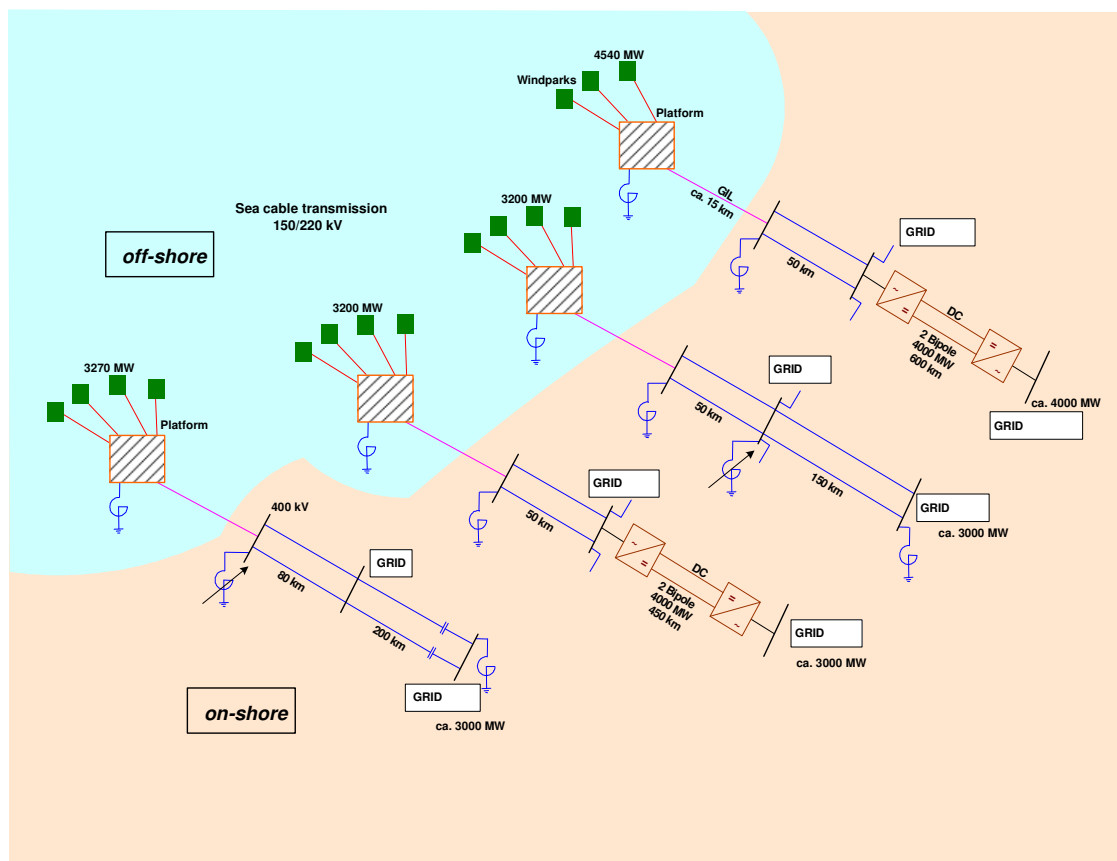 4540 MW
Windparks
Platform
GIL
ca. 15 km
3200 MW
Sea cable transmission
150/220 kV
off-shore
GRID
50 km
~
=
DC
=
~
2 Bipole
4000 MW
600 km
ca. 4000 MW
GRID
3200 MW
GRID
50 km
150 km
GRID
ca. 3000 MW
3270 MW
Platform
GRID
50 km
~
=
DC
=
~
2 Bipole
4000 MW
450 km
GRID
ca. 3000 MW
400 kV
80 km
GRID
200 km
GRID
ca. 3000 MW
on-shore